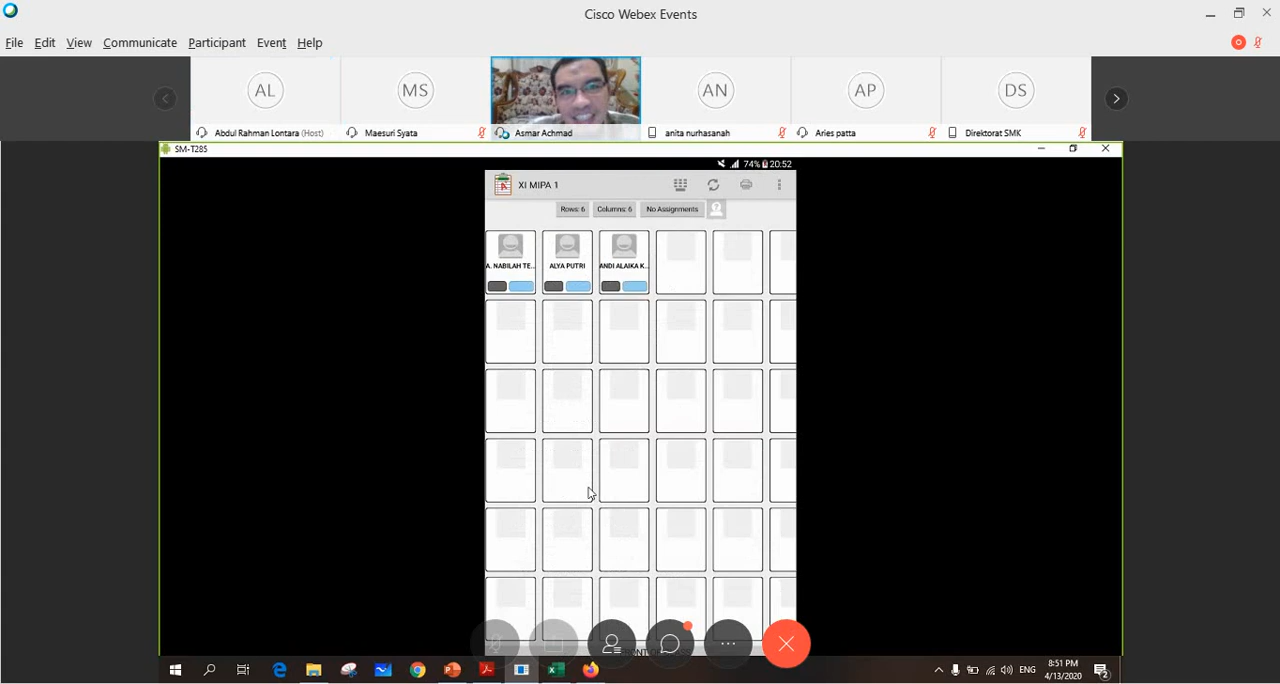 Cisco Webex Events
File Edit View Communicate Participant Event Help
AL MS AN AP DS
Abdul Rahman Lontara (Host) Maesuri Syata Asmar Achmad anita nurhasanah Aries patta Direktorat SMK
SM-T285
74% 20:52
XI MIPA 1
Rows: 6 Columns: 6 No Assignments
A. NABILAH TE... ALYA PUTRI ANDI ALAIKA K...
ENG
8:51 PM
4/13/2020
2